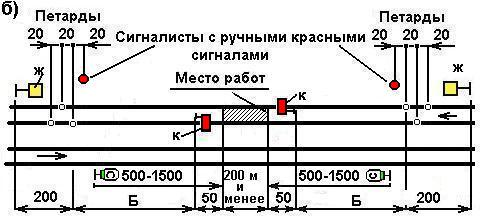 б)
Петарды
20 20 20
Сигналисты с ручными красными
сигналами
Петарды
20 20 20
Ж
Ж
Место работ
К
К
С
500-1500
200 м
и
менее
500-1500
С
200
Б
50
50
Б
200